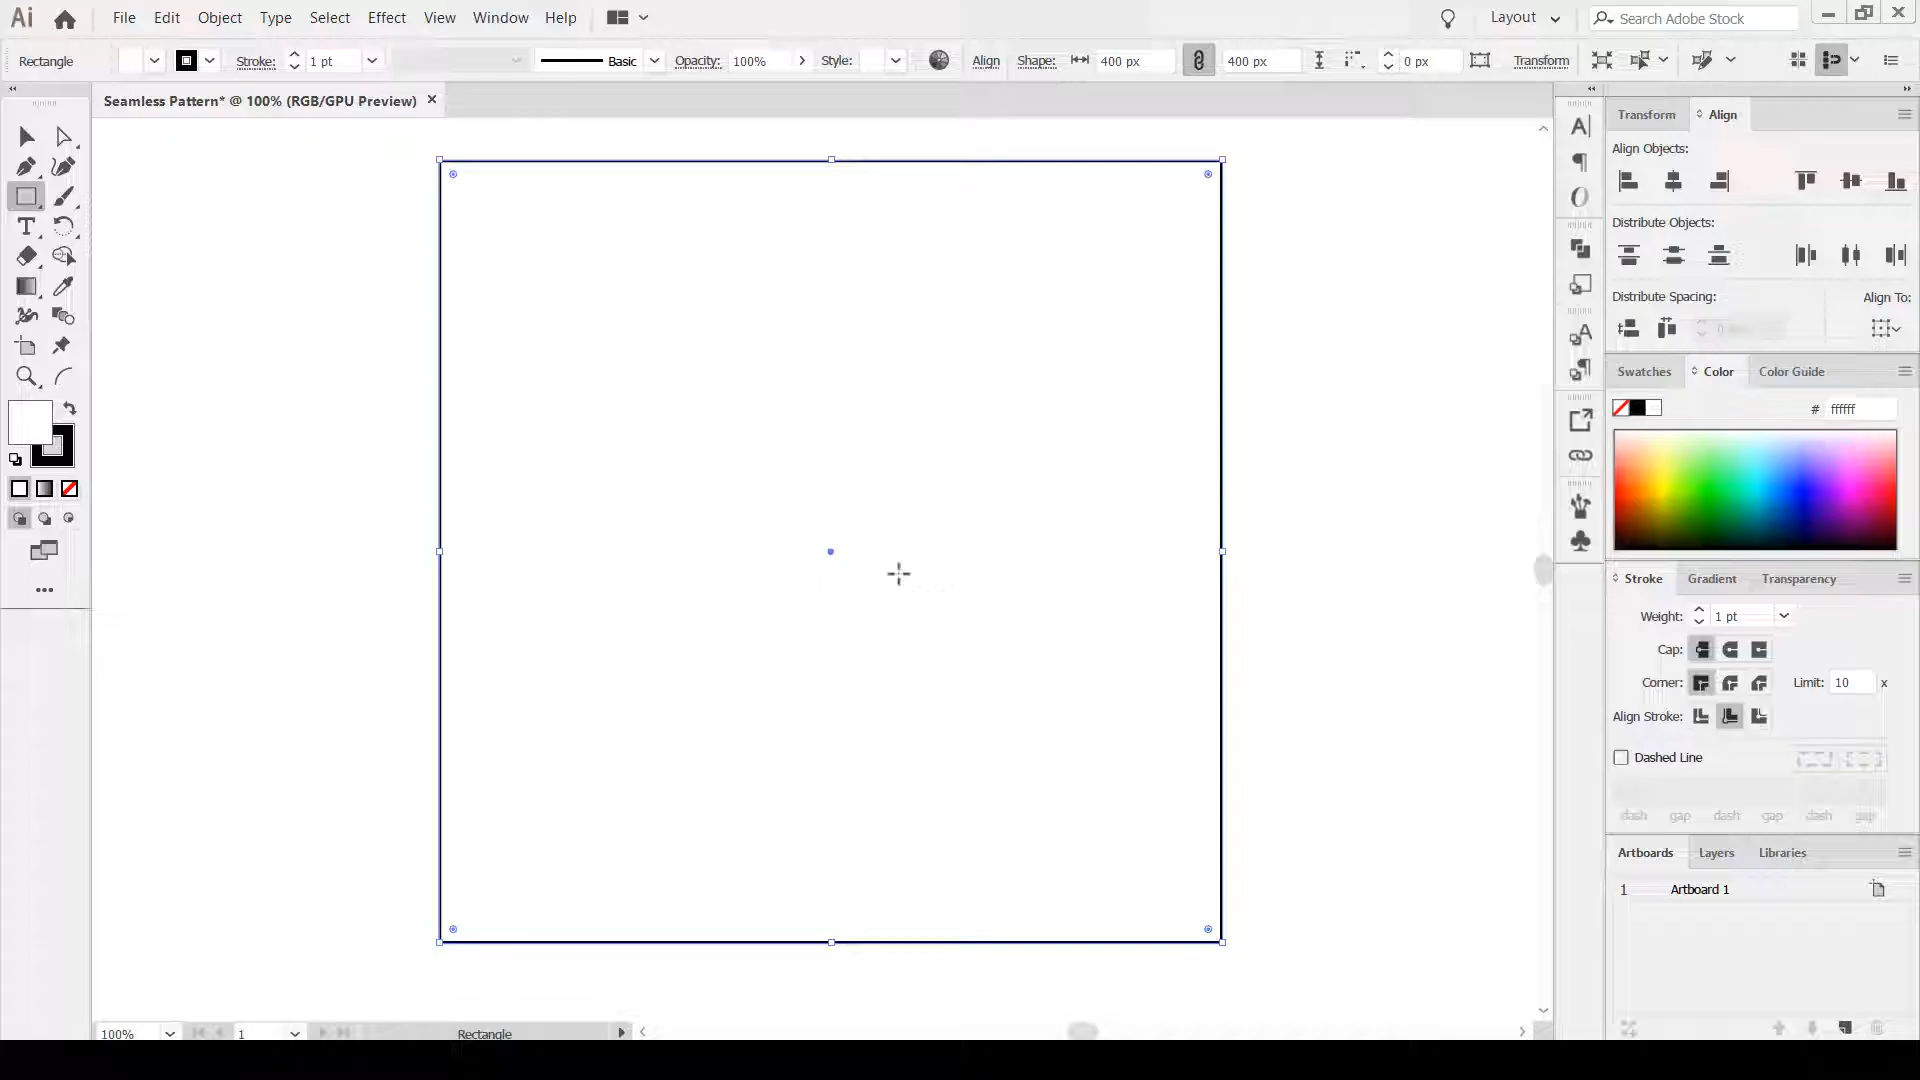 Ai File Edit Object Type Select Effect View Window Help Layout Search Adobe Stock
Rectangle Stroke: 1 pt Basic Opacity: 100% Style: Align Shape: 400 px 400 px 0 px Transform
Seamless Pattern* @ 100% (RGB/GPU Preview) ×
Transform Align
Align Objects:
Distribute Objects:
Distribute Spacing: Align To:
Swatches Color Color Guide
# ffffff
Stroke Gradient Transparency
Weight: 1 pt
Cap:
Corner: Limit: 10 x
Align Stroke:
Dashed Line
dash gap dash gap dash gap
Artboards Layers Libraries
1 Artboard 1
100% 1 Rectangle